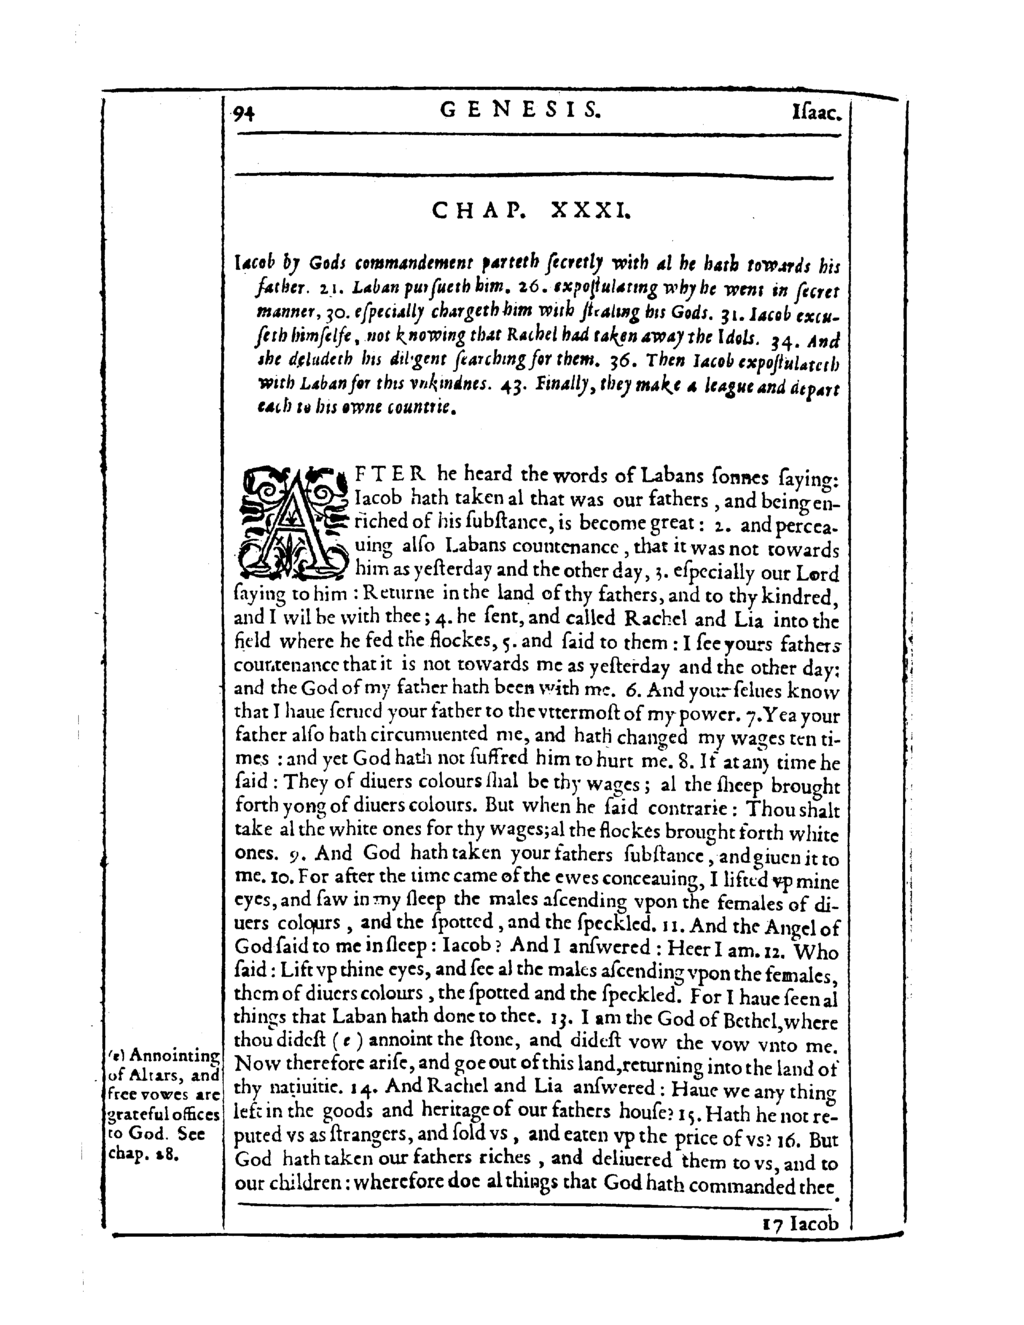 94 GENESIS. Iſaac.
CHAP. XXXI.
Iacob by Gods commandement parteth ſecretly with al he hath towards his
father. 21. Laban purſueth him. 26. expoſtulating why he went in ſecret
manner, 30. eſpecially chargeth him with ſtealing his Gods. 31. Iacob excu-
ſeth himſelfe, not knowing that Rachel had taken away the Idols. 34. And
she deludeth his diligent ſearching for them. 36. Then Iacob expoſtulateth
with Laban for this vnkindnes. 43. Finally, they make a league and depart
each to his owne countrie.
AFTER he heard the words of Labans ſonnes ſaying:
Iacob hath taken al that was our fathers, and being en-
riched of his ſubſtance, is become great: 2. and percea-
uing alſo Labans countenance, that it was not towards
him as yeſterday and the other day, 3. eſpecially our Lord
ſaying to him: Returne in the land of thy fathers, and to thy kindred,
and I wil be with thee; 4. he ſent, and called Rachel and Lia into the
field where he fed the flockes, 5. and ſaid to them: I ſee yours fathers
countenance that it is not towards me as yeſterday and the other day:
and the God of my father hath been with me. 6. And your ſelues know
that I haue ſerued your father to the vttermoſt of my power. 7. Yea your
father alſo hath circumuented me, and hath changed my wages ten ti-
mes: and yet God hath not ſuffred him to hurt me. 8. If at any time he
ſaid: They of diuers colours ſhal be thy wages; al the ſheep brought
forth yong of diuers colours. But when he ſaid contrarie: Thou shalt
take al the white ones for thy wages; al the flockes brought forth white
ones. 9. And God hath taken your fathers ſubſtance, and giuen it to
me. 10. For after the time came of the ewes conceauing, I lifted vp mine
eyes, and ſaw in my ſleep the males aſcending vpon the females of di-
uers colours, and the ſpotted, and the ſpeckled. 11. And the Angel of
God ſaid to me in ſleep: Iacob? And I anſwered: Heer I am. 12. Who
ſaid: Lift vp thine eyes, and ſee al the males aſcending vpon the females,
them of diuers colours, the ſpotted and the ſpeckled. For I haue ſeen al
things that Laban hath done to thee. 13. I am the God of Bethel, where
thou dideſt (e) annoint the ſtone, and dideſt vow the vow vnto me.
Now therefore ariſe, and goe out of this land, returning into the land of
thy natiuitie. 14. And Rachel and Lia anſwered: Haue we any thing
left in the goods and heritage of our fathers houſe? 15. Hath he not re-
puted vs as ſtrangers, and ſold vs, and eaten vp the price of vs? 16. But
God hath taken our fathers riches, and deliuered them to vs, and to
our children: wherefore doe al things that God hath commanded thee.
(e) Annointing
of Altars, and
free vowes are
grateful offices
to God. See
chap. 28.
17 Iacob